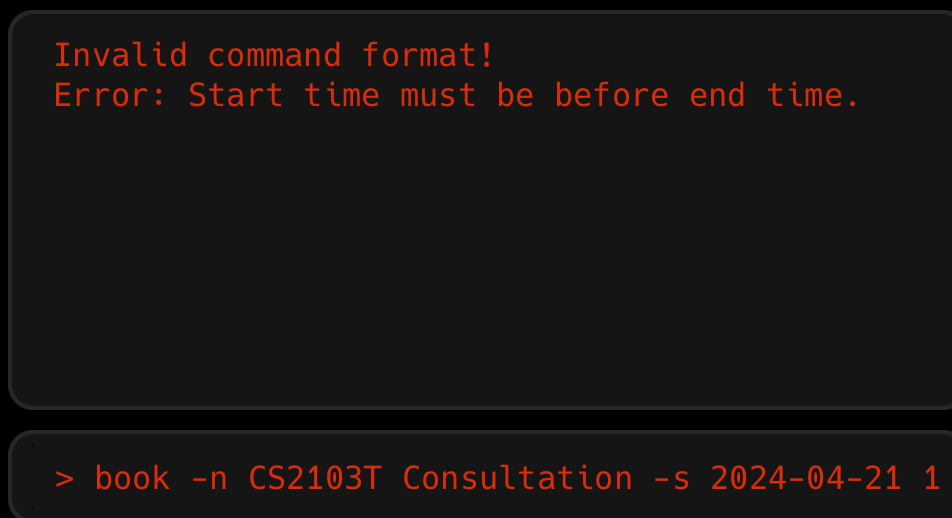 Invalid command format!
Error: Start time must be before end time.
> book -n CS2103T Consultation -s 2024-04-21 1